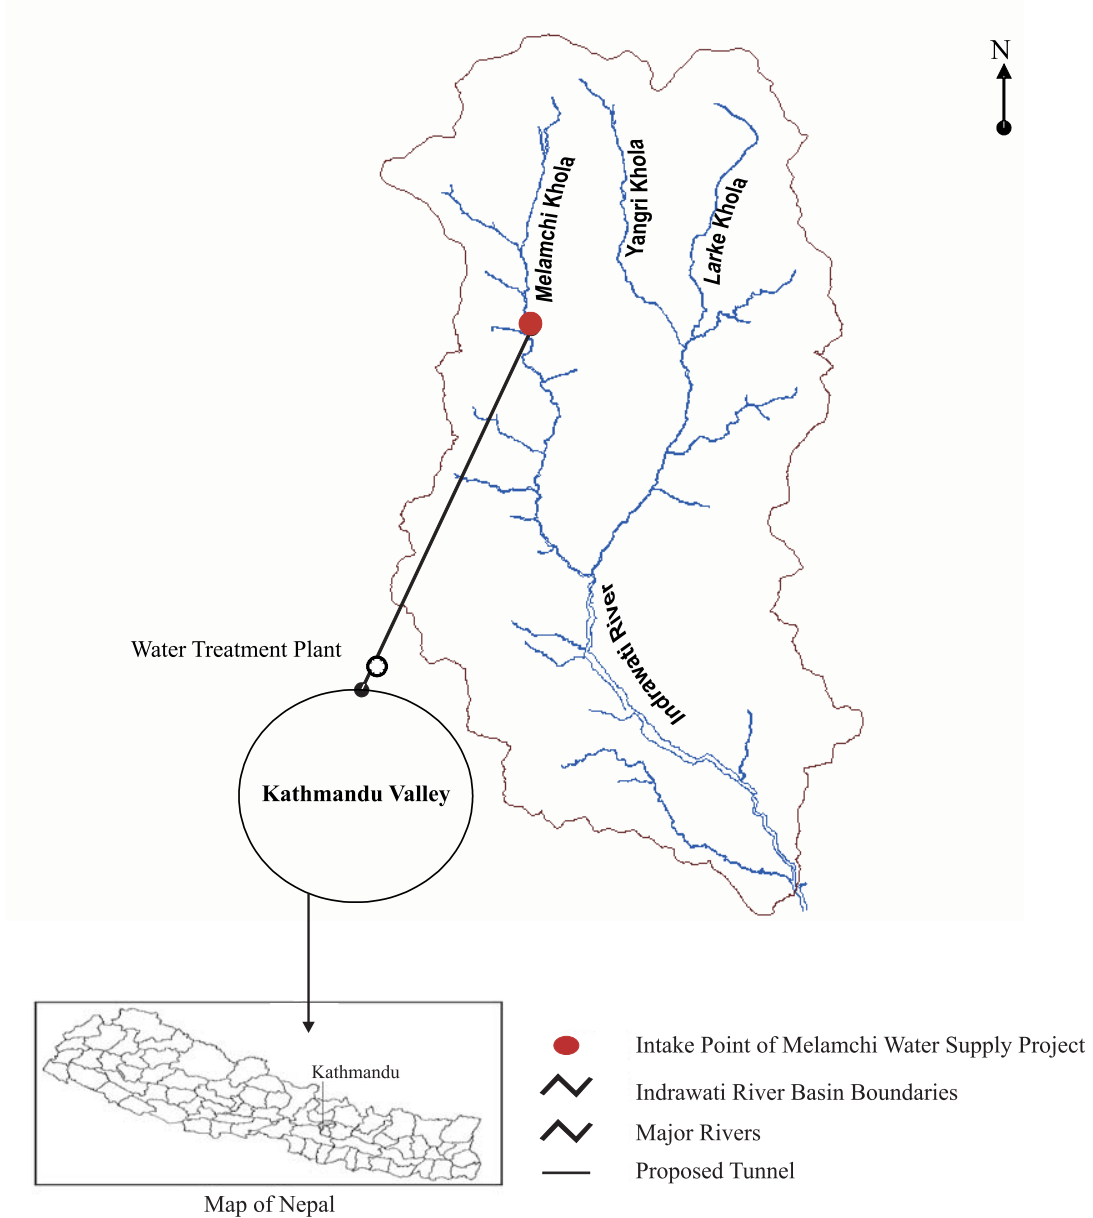 N
Melamchi Khola
Yangri Khola
Larke Khola
Indrawati River
Water Treatment Plant
Kathmandu Valley
Kathmandu
Map of Nepal
Intake Point of Melamchi Water Supply Project
Indrawati River Basin Boundaries
Major Rivers
Proposed Tunnel